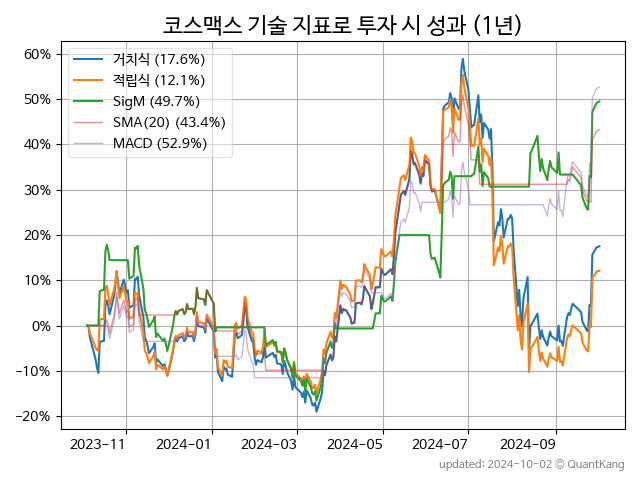 코스맥스 기술 지표로 투자 시 성과 (1년)
60%
50%
40%
30%
20%
10%
0%
−10%
−20%
거치식 (17.6%)
적립식 (12.1%)
SigM (49.7%)
SMA(20) (43.4%)
MACD (52.9%)
2023-11 2024-01 2024-03 2024-05 2024-07 2024-09
updated: 2024-10-02 © QuantKang